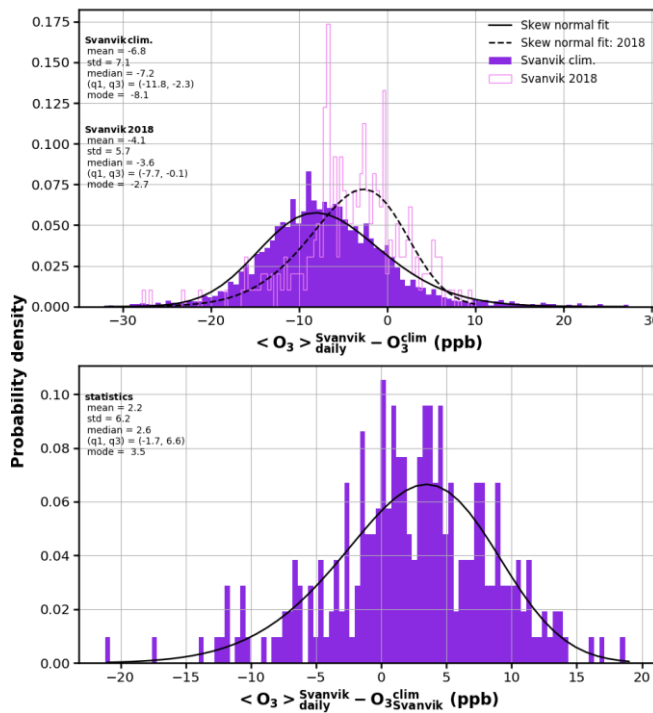 0.175
0.150
0.125
0.100
0.075
0.050
0.025
0.000
Svanvik clim.
mean = -6.8
std = 7.1
median = -7.2
(q1, q3) = (-11.8, -2.3)
mode = -8.1
Svanvik 2018
mean = -4.1
std = 5.7
median = -3.6
(q1, q3) = (-7.7, -0.1)
mode = -2.7
Skew normal fit
Skew normal fit: 2018
Svanvik clim.
Svanvik 2018
−30 −20 −10 0 10 20 30
< O3 >Svanvik daily − O3clim (ppb)
Probability density
0.10
0.08
0.06
0.04
0.02
0.00
statistics
mean = 2.2
std = 6.2
median = 2.6
(q1, q3) = (-1.7, 6.6)
mode = 3.5
−20 −15 −10 −5 0 5 10 15 20
< O3 >Svanvik daily − O3clim Svanvik (ppb)